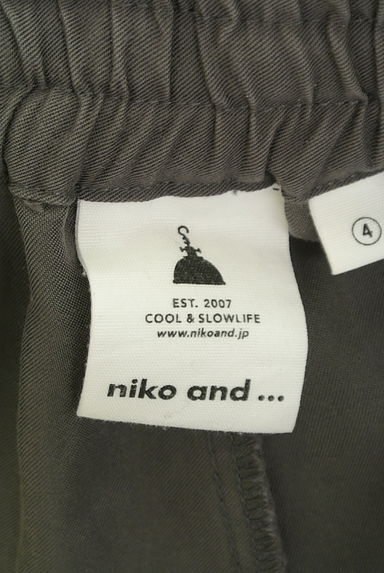 EST. 2007
COOL & SLOWLIFE
www.nikoand.jp
niko and ...
4